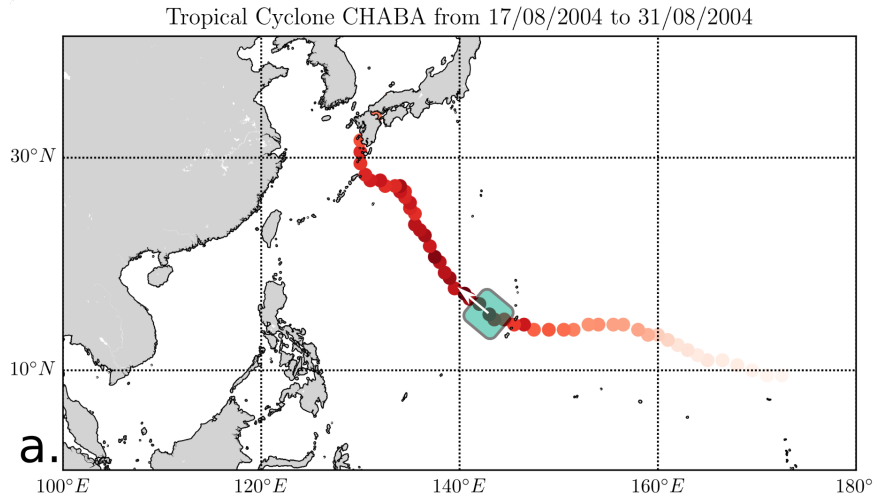 Tropical Cyclone CHABA from 17/08/2004 to 31/08/2004
30°N
10°N
a.
100°E 120°E 140°E 160°E 180°